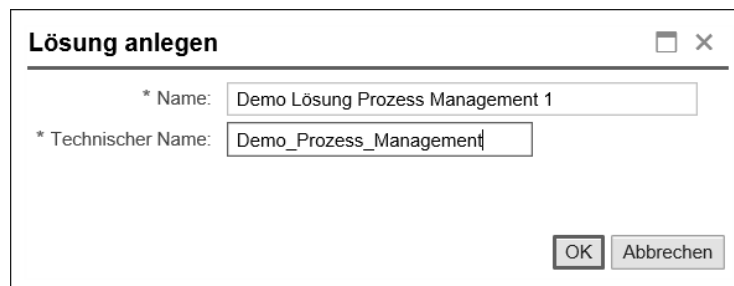 Lösung anlegen
* Name: Demo Lösung Prozess Management 1
* Technischer Name: Demo_Prozess_Management
OK Abbrechen